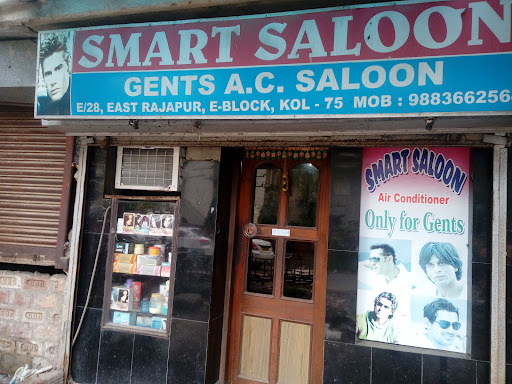 SMART SALOON
GENTS A.C. SALOON
E/28, EAST RAJAPUR, E-BLOCK, KOL - 75 MOB : 988366256
SMART SALOON
Air Conditioner
Only for Gents